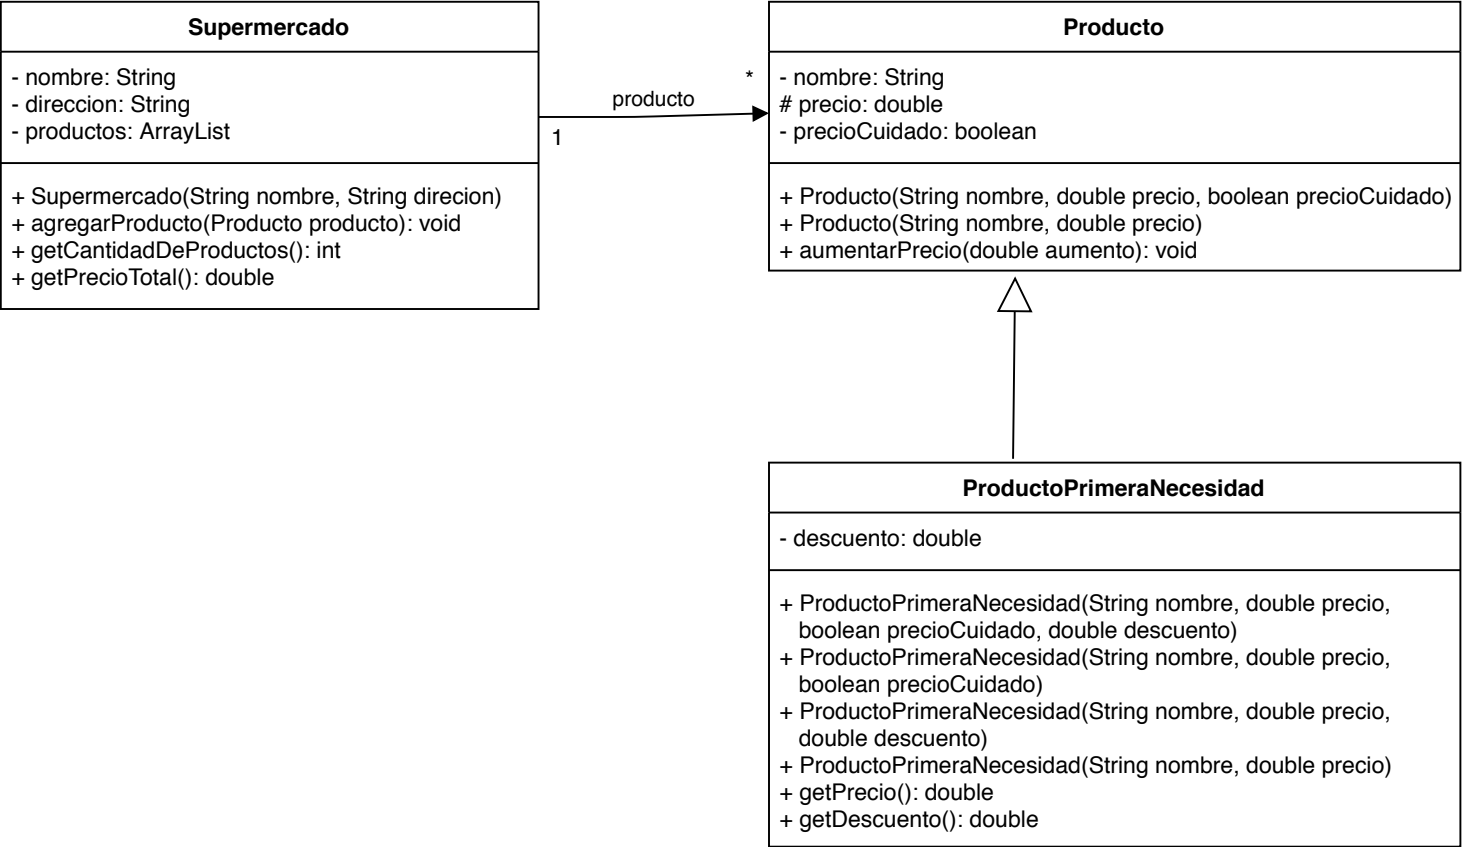 Supermercado
- nombre: String
- direccion: String
- productos: ArrayList
+ Supermercado(String nombre, String direcion)
+ agregarProducto(Producto producto): void
+ getCantidadDeProductos(): int
+ getPrecioTotal(): double
producto
1
*
Producto
- nombre: String
# precio: double
- precioCuidado: boolean
+ Producto(String nombre, double precio, boolean precioCuidado)
+ Producto(String nombre, double precio)
+ aumentarPrecio(double aumento): void
ProductoPrimeraNecesidad
- descuento: double
+ ProductoPrimeraNecesidad(String nombre, double precio,
boolean precioCuidado, double descuento)
+ ProductoPrimeraNecesidad(String nombre, double precio,
boolean precioCuidado)
+ ProductoPrimeraNecesidad(String nombre, double precio,
double descuento)
+ ProductoPrimeraNecesidad(String nombre, double precio)
+ getPrecio(): double
+ getDescuento(): double